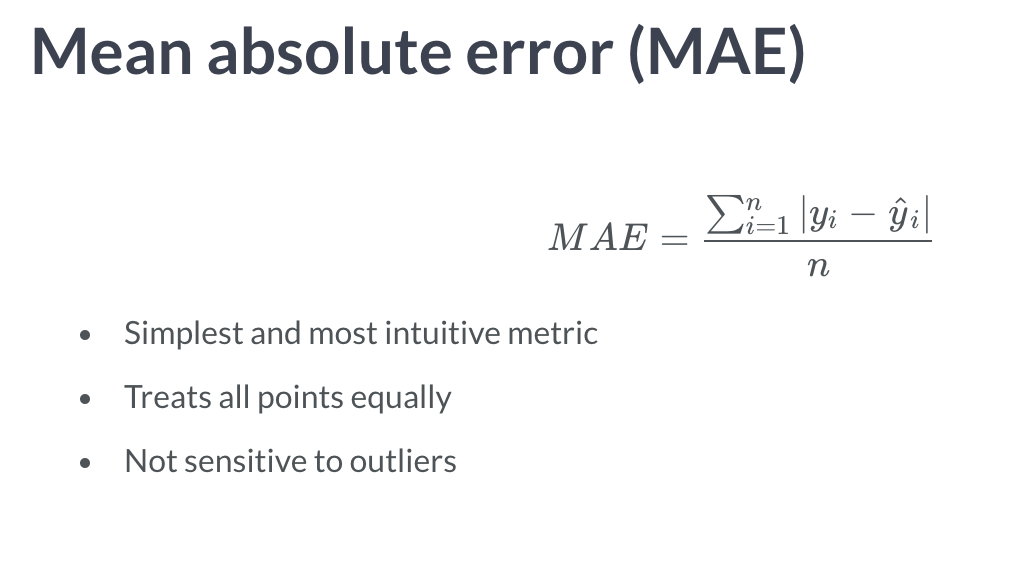 Mean absolute error (MAE)
MAE = \frac{\sum_{i=1}^{n} |y_i - \hat{y}_i|}{n}
• Simplest and most intuitive metric
• Treats all points equally
• Not sensitive to outliers